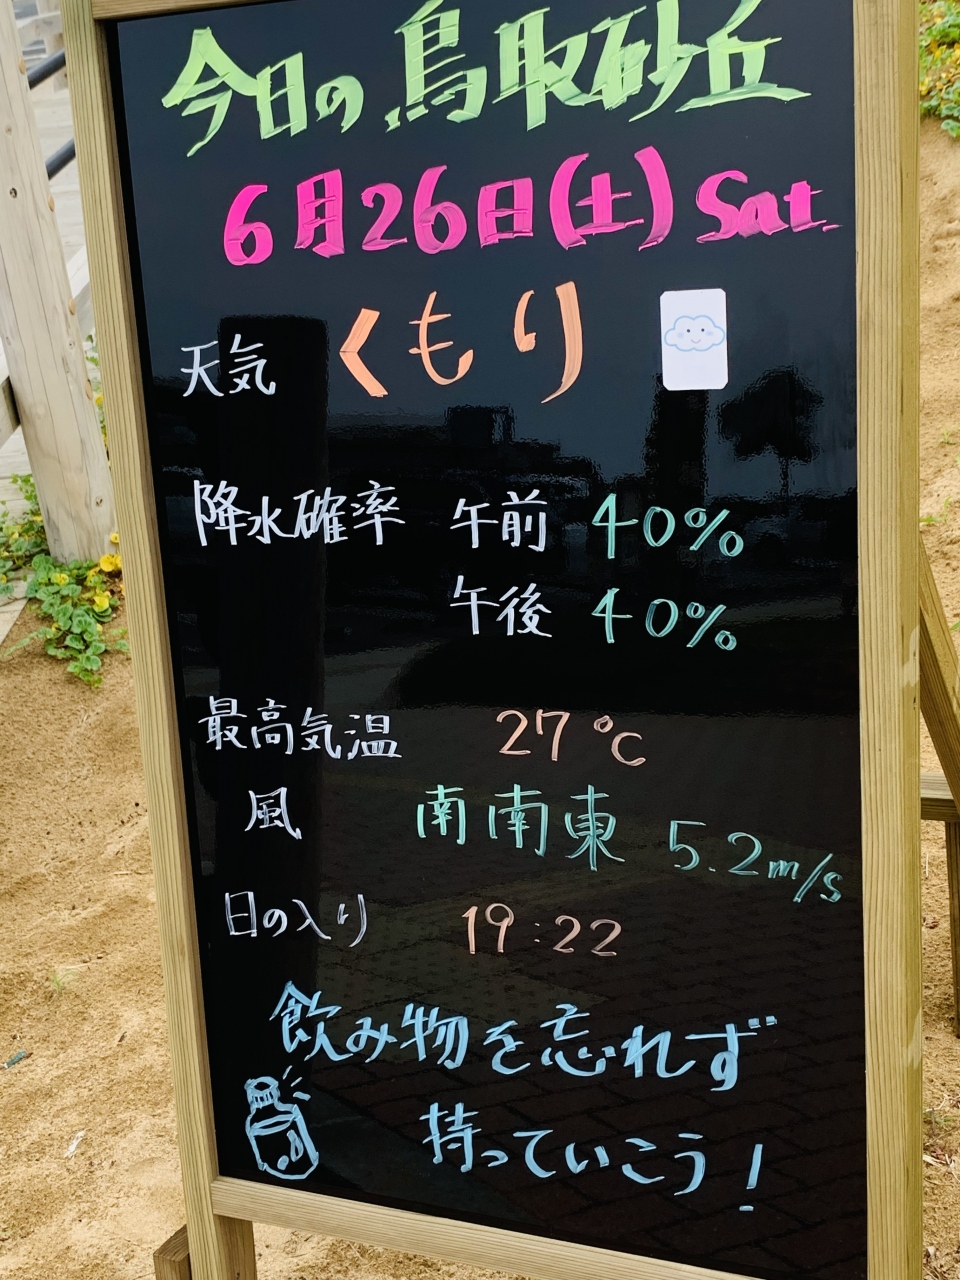 今日の鳥取砂丘
6月26日(土) Sat.
天気 くもり
降水確率 午前 40%
午後 40%
最高気温 27℃
風 南南東 5.2m/s
日の入り 19:22
飲み物を忘れず
持っていこう!